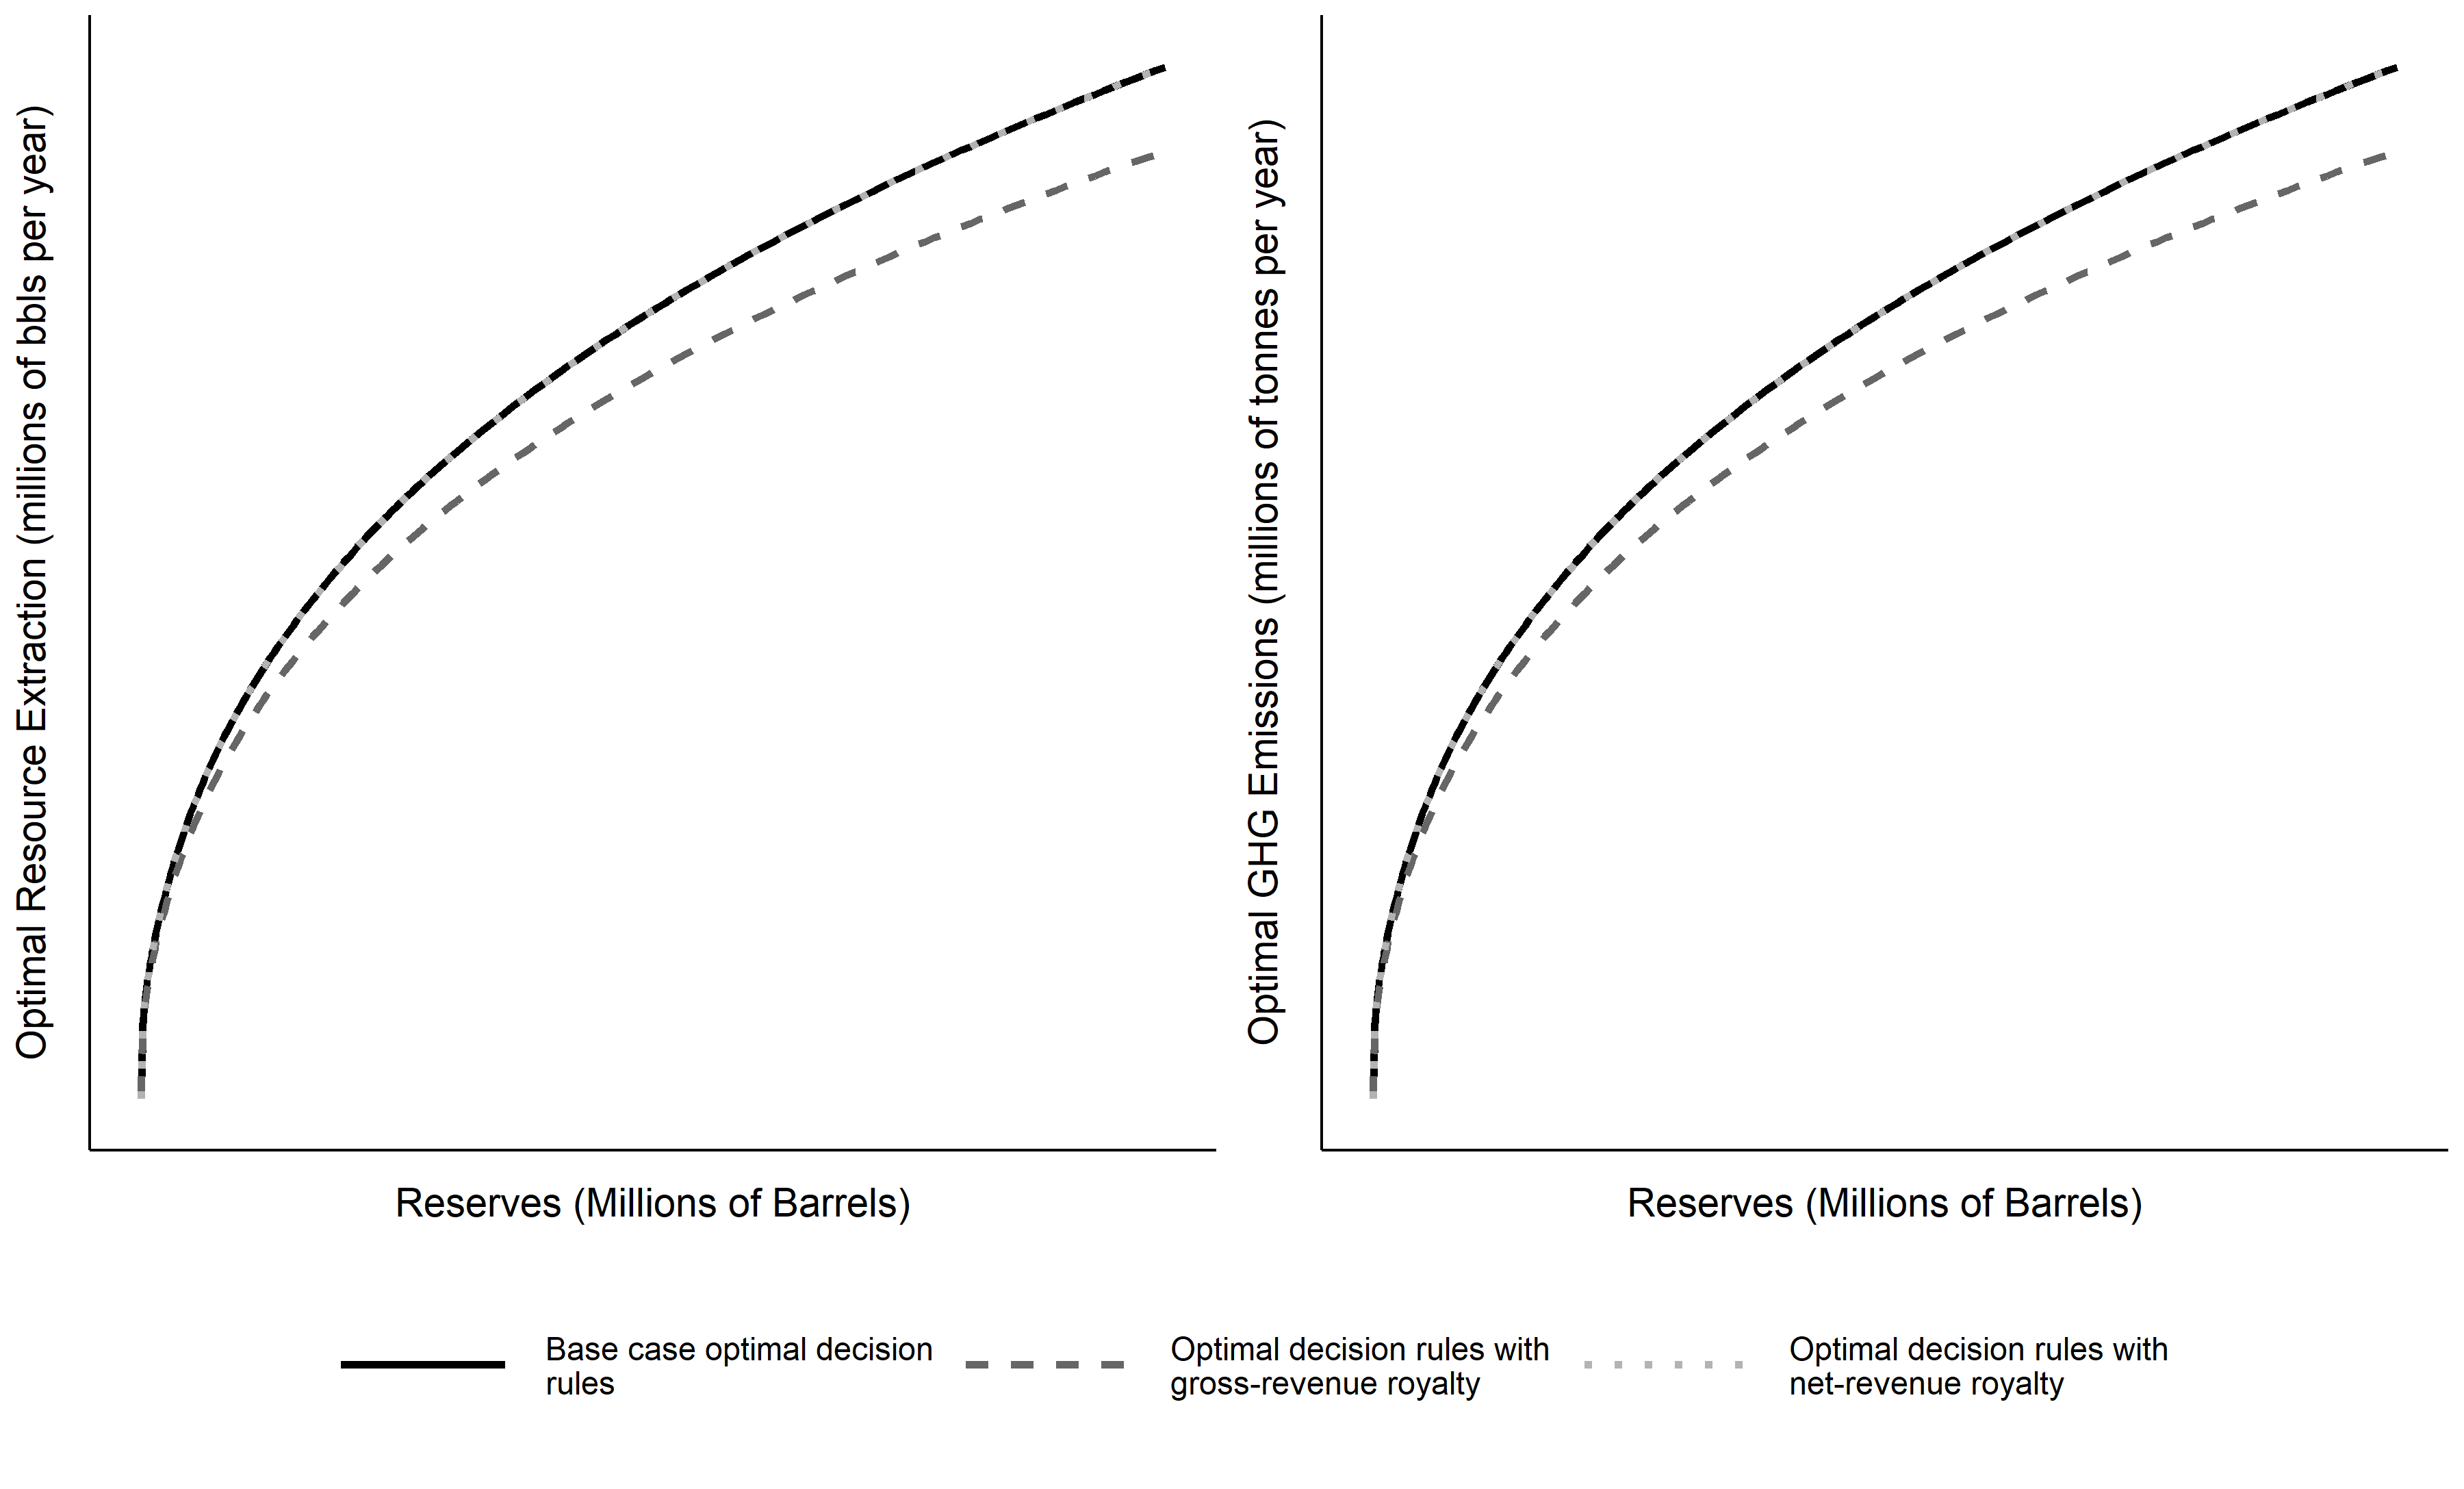 Optimal Resource Extraction (millions of bbls per year)
Reserves (Millions of Barrels)
Optimal GHG Emissions (millions of tonnes per year)
Reserves (Millions of Barrels)
Base case optimal decision
rules
Optimal decision rules with
gross-revenue royalty
Optimal decision rules with
net-revenue royalty